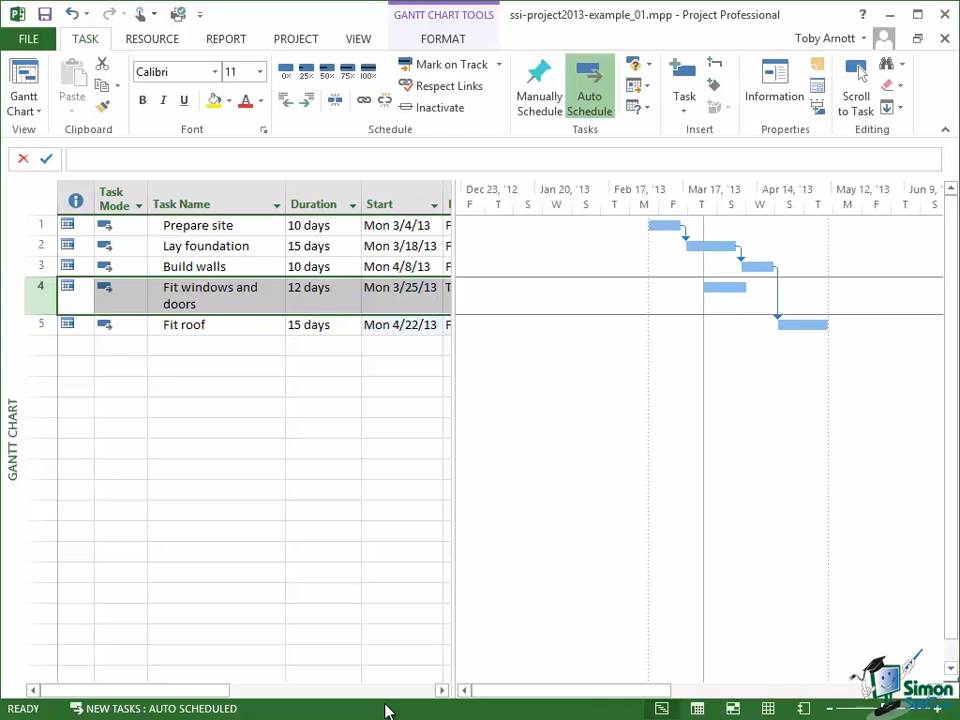 GANTT CHART TOOLS
ssi-project2013-example_01.mpp - Project Professional
?
FILE
TASK
RESOURCE
REPORT
PROJECT
VIEW
FORMAT
Toby Arnott
Gantt
Chart
View
Paste
Clipboard
Calibri
11
B I U
A
Font
0% 25% 50% 75% 100%
Mark on Track
Respect Links
Inactivate
Schedule
Manually
Schedule
Auto
Schedule
Tasks
Task
Insert
Information
Properties
Scroll
to Task
Editing
Task
Mode
Task Name
Duration
Start
Dec 23, '12
Jan 20, '13
Feb 17, '13
Mar 17, '13
Apr 14, '13
May 12, '13
Jun 9, '
F T S W S T M F T W S T M F T S
1 Prepare site 10 days Mon 3/4/13 F
2 Lay foundation 15 days Mon 3/18/13 F
3 Build walls 10 days Mon 4/8/13 F
4 Fit windows and 12 days Mon 3/25/13 T
doors
5 Fit roof 15 days Mon 4/22/13 F
GANTT CHART
READY
NEW TASKS : AUTO SCHEDULED
Simon